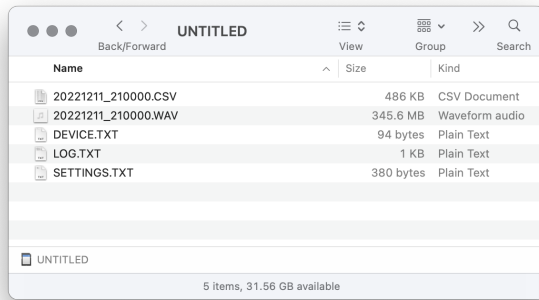 UNTITLED
Back/Forward
View
Group
Search
Name Size Kind
20221211_210000.CSV 486 KB CSV Document
20221211_210000.WAV 345.6 MB Waveform audio
DEVICE.TXT 94 bytes Plain Text
LOG.TXT 1 KB Plain Text
SETTINGS.TXT 380 bytes Plain Text
UNTITLED
5 items, 31.56 GB available